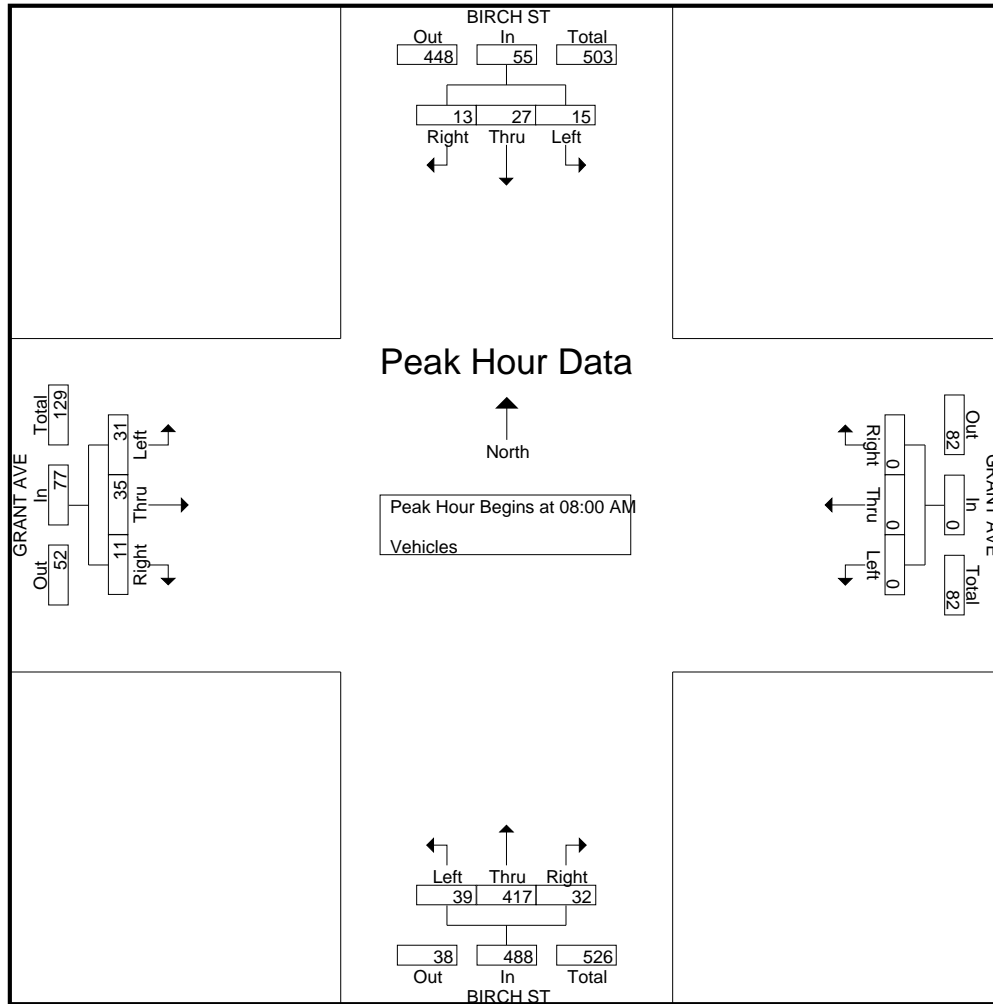 BIRCH ST
Out In Total
448 55 503
13 27 15
Right Thru Left
Peak Hour Data
North
Peak Hour Begins at 08:00 AM
Vehicles
GRANT AVE
Out In Total
52 77 129
11 35 31
Right Thru Left
GRANT AVE
Out In Total
82 0 82
0 0 0
Right Thru Left
Left Thru Right
39 417 32
38 488 526
Out In Total
BIRCH ST